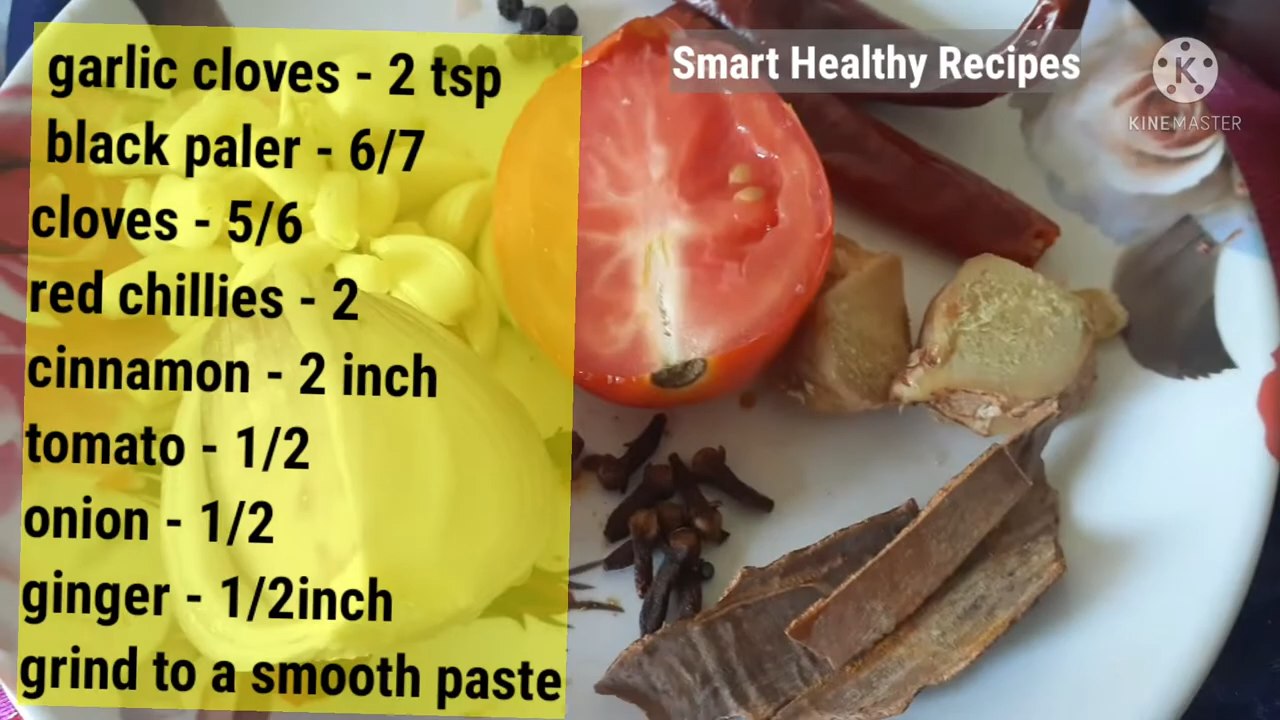 garlic cloves - 2 tsp
black paler - 6/7
cloves - 5/6
red chillies - 2
cinnamon - 2 inch
tomato - 1/2
onion - 1/2
ginger - 1/2inch
grind to a smooth paste
Smart Healthy Recipes
K
KINEMASTER